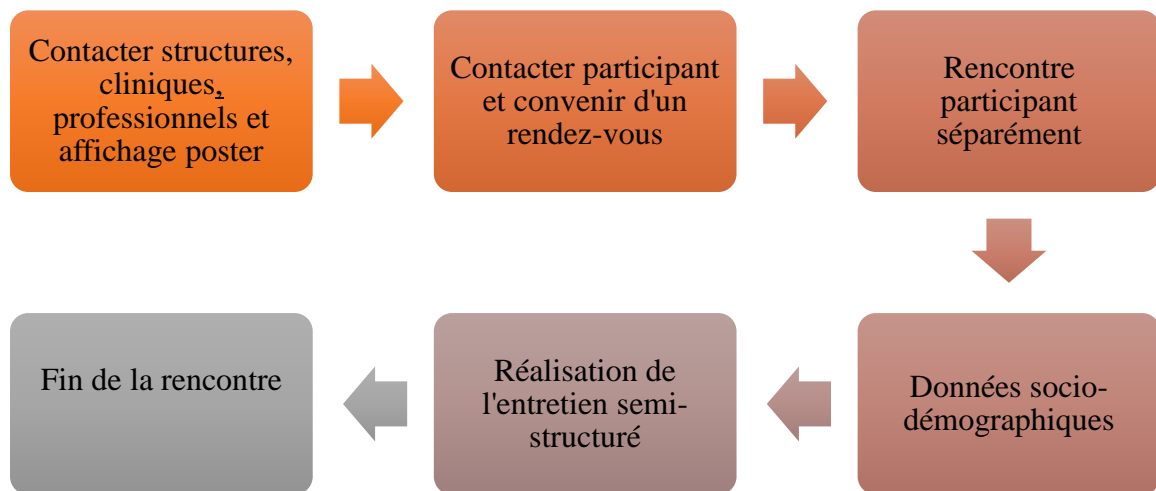 Contacter structures,
cliniques,
professionnels et
affichage poster
Contacter participant
et convenir d'un
rendez-vous
Rencontre
participant
séparément
Données socio-
démographiques
Réalisation de
l'entretien semi-
structuré
Fin de la rencontre